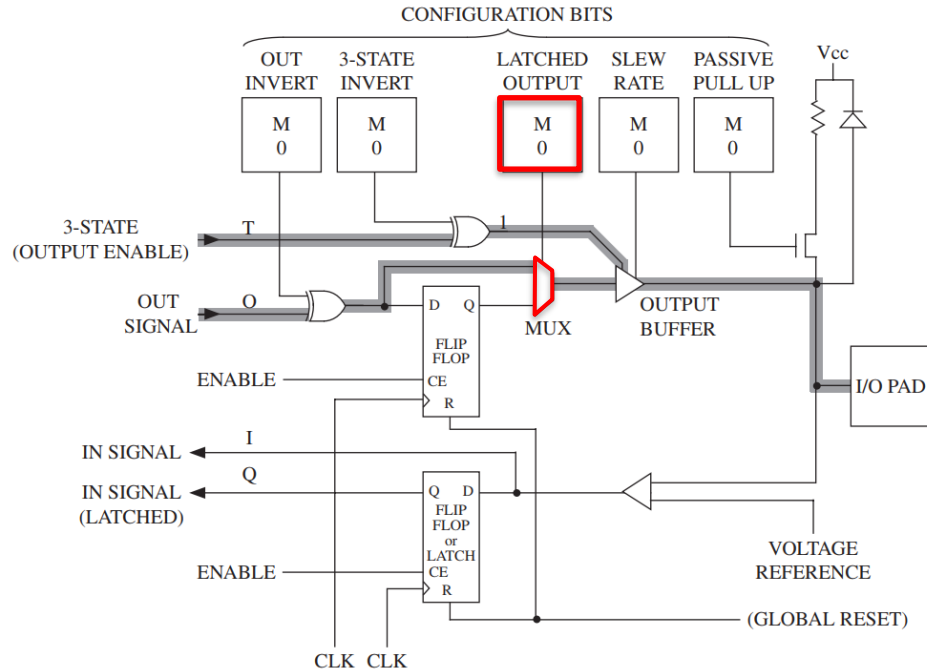 CONFIGURATION BITS
OUT
INVERT
3-STATE
INVERT
LATCHED
OUTPUT
SLEW
RATE
PASSIVE
PULL UP
Vcc
M
0
M
0
M
0
M
0
M
0
3-STATE
(OUTPUT ENABLE)
T
1
OUT
SIGNAL
O
D
Q
FLIP
FLOP
CE
R
MUX
OUTPUT
BUFFER
I/O PAD
ENABLE
IN SIGNAL
I
IN SIGNAL
(LATCHED)
Q
Q
D
FLIP
FLOP
or
LATCH
CE
R
ENABLE
VOLTAGE
REFERENCE
(GLOBAL RESET)
CLK
CLK